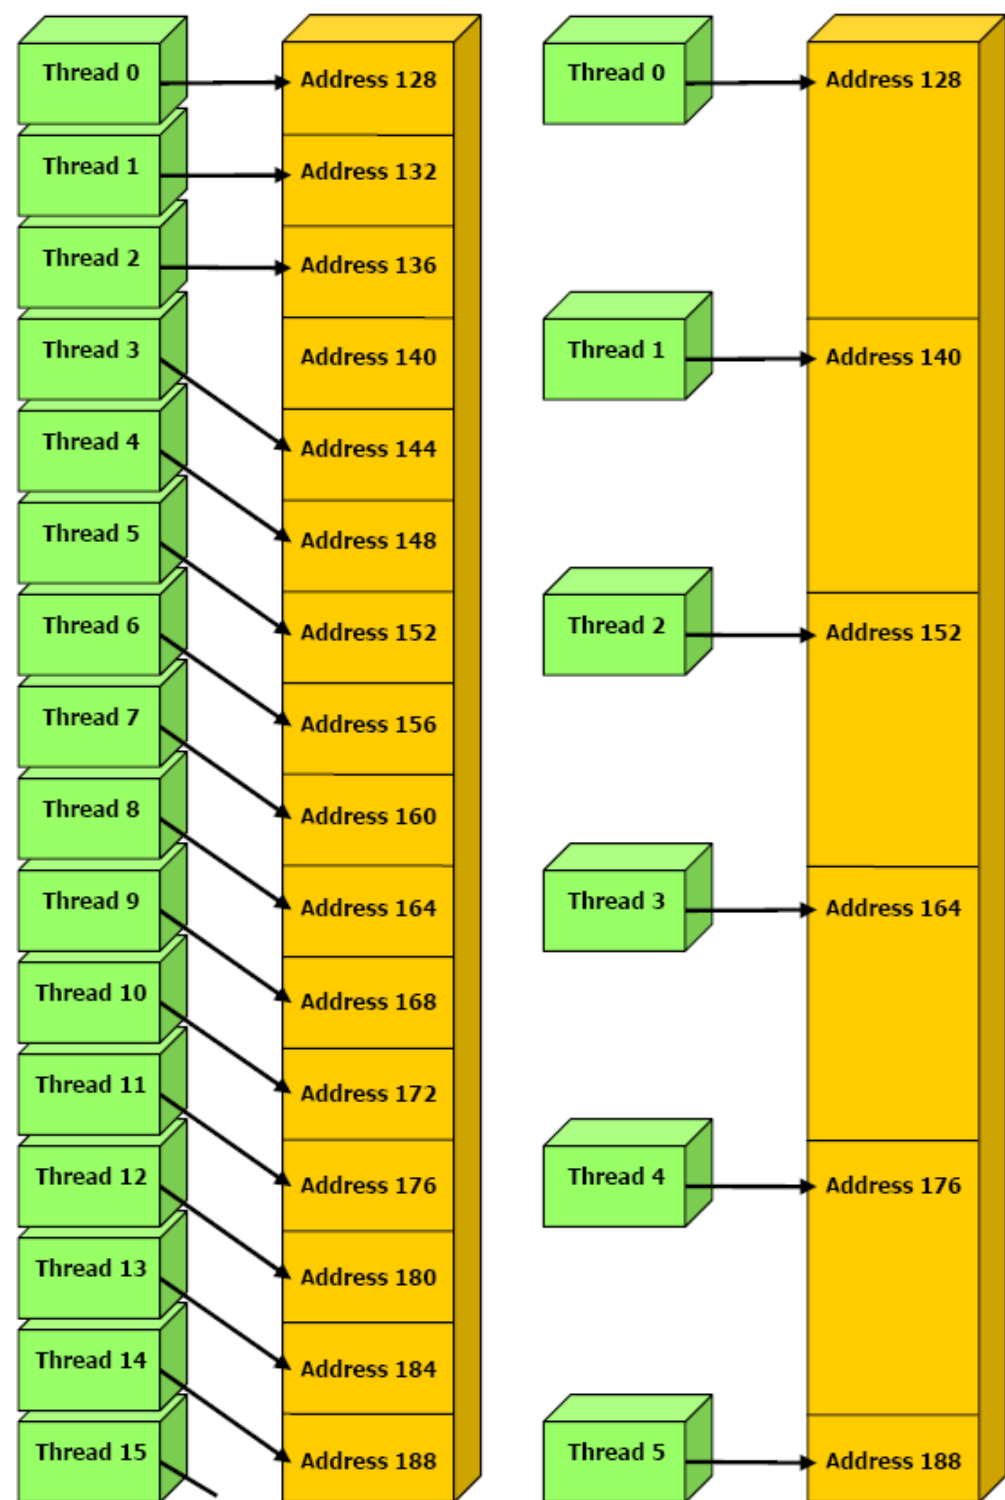 Thread 0
Thread 1
Thread 2
Thread 3
Thread 4
Thread 5
Thread 6
Thread 7
Thread 8
Thread 9
Thread 10
Thread 11
Thread 12
Thread 13
Thread 14
Thread 15
Address 128
Address 132
Address 136
Address 140
Address 144
Address 148
Address 152
Address 156
Address 160
Address 164
Address 168
Address 172
Address 176
Address 180
Address 184
Address 188
Thread 0
Thread 1
Thread 2
Thread 3
Thread 4
Thread 5
Address 128
Address 140
Address 152
Address 164
Address 176
Address 188